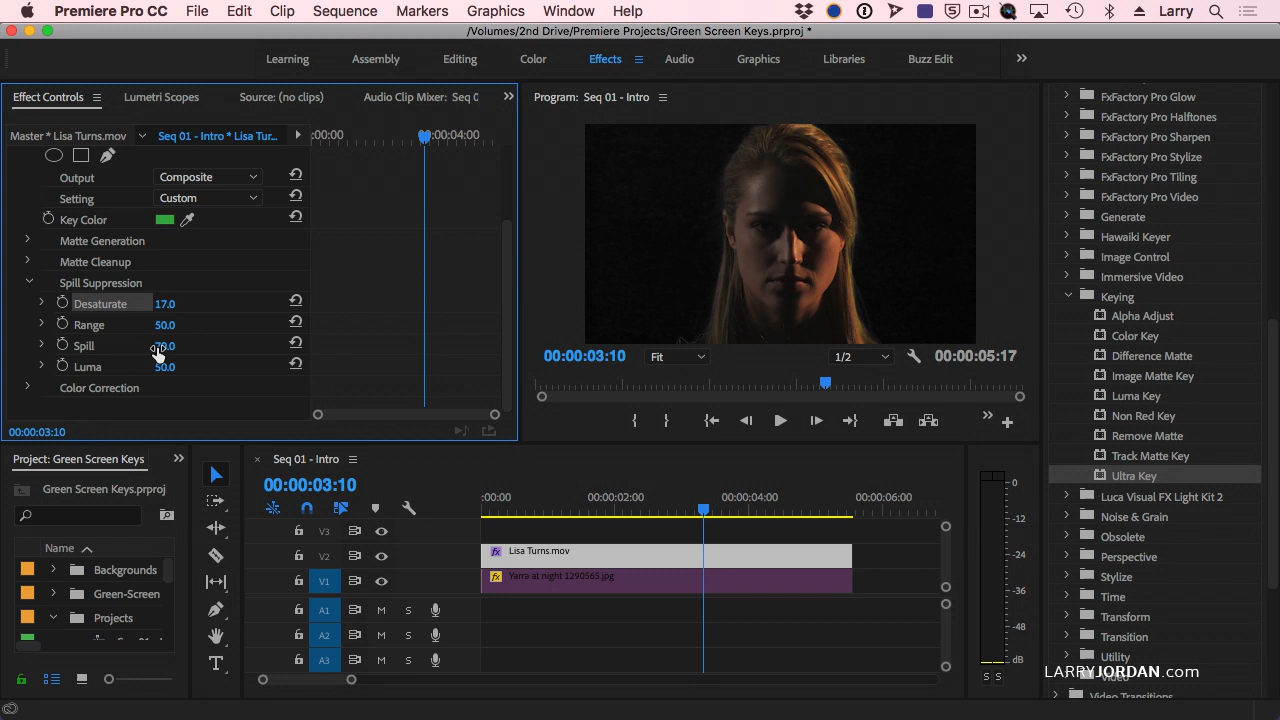 Premiere Pro CC File Edit Clip Sequence Markers Graphics Window Help Larry
/Volumes/2nd Drive/Premiere Projects/Green Screen Keys.prproj *
Learning Assembly Editing Color Effects Audio Graphics Libraries Buzz Edit
Effect Controls Lumetri Scopes Source: (no clips) Audio Clip Mixer: Seq 0
Master * Lisa Turns.mov Seq 01 - Intro * Lisa Tur... :00:00 00:00:04:00
Output Composite
Setting Custom
Key Color
Matte Generation
Matte Cleanup
Spill Suppression
Desaturate 17.0
Range 50.0
Spill
Luma 50.0
Color Correction
00:00:03:10
Program: Seq 01 - Intro
00:00:03:10 Fit 1/2 00:00:05:17
FxFactory Pro Glow
FxFactory Pro Halftones
FxFactory Pro Sharpen
FxFactory Pro Stylize
FxFactory Pro Tiling
FxFactory Pro Video
Generate
Hawaiki Keyer
Image Control
Immersive Video
Keying
Alpha Adjust
Color Key
Difference Matte
Image Matte Key
Luma Key
Non Red Key
Remove Matte
Track Matte Key
Ultra Key
Luca Visual FX Light Kit 2
Noise & Grain
Obsolete
Perspective
Stylize
Time
Transform
Transition
Utility
Video Transitions
Project: Green Screen Keys
Green Screen Keys.prproj
Name
Backgrounds
Green-Screen
Projects
Seq 01 - Intro
00:00:03:10
:00:00 00:00:02:00 00:00:04:00 00:00:06:00
V3
V2 Lisa Turns.mov
V1 Yarra at night 1290565.jpg
A1 M S
A2 M S
A3 M S
0
-12
-24
-36
-48
dB
S S
LARRYJORDAN.com